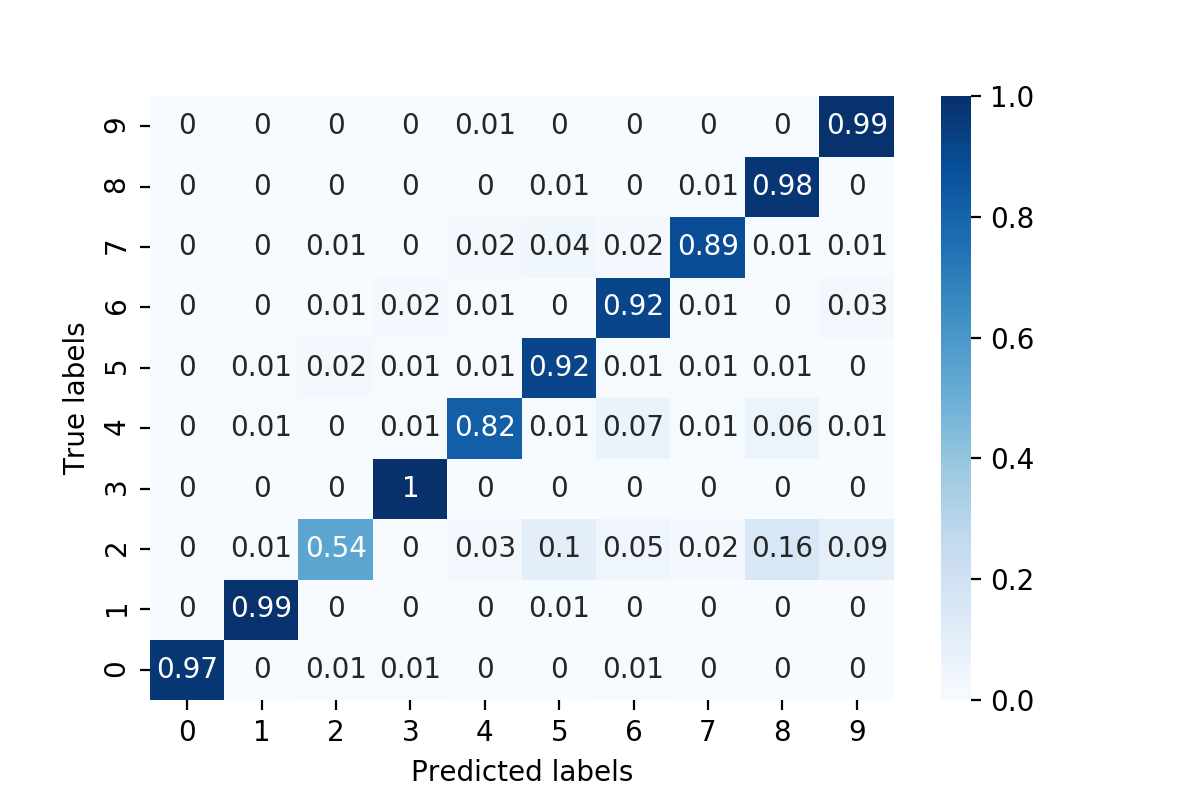 9 0 0 0 0 0.01 0 0 0 0 0.99
8 0 0 0 0 0 0.01 0 0.01 0.98 0
7 0 0 0.01 0 0.02 0.04 0.02 0.89 0.01 0.01
6 0 0 0.01 0.02 0.01 0 0.92 0.01 0 0.03
5 0 0.01 0.02 0.01 0.01 0.92 0.01 0.01 0.01 0
4 0 0.01 0 0.01 0.82 0.01 0.07 0.01 0.06 0.01
3 0 0 0 1 0 0 0 0 0 0
2 0 0.01 0.54 0 0.03 0.1 0.05 0.02 0.16 0.09
1 0 0.99 0 0 0 0.01 0 0 0 0
0 0.97 0 0.01 0.01 0 0 0.01 0 0 0
0 1 2 3 4 5 6 7 8 9
Predicted labels
True labels
1.0
0.8
0.6
0.4
0.2
0.0